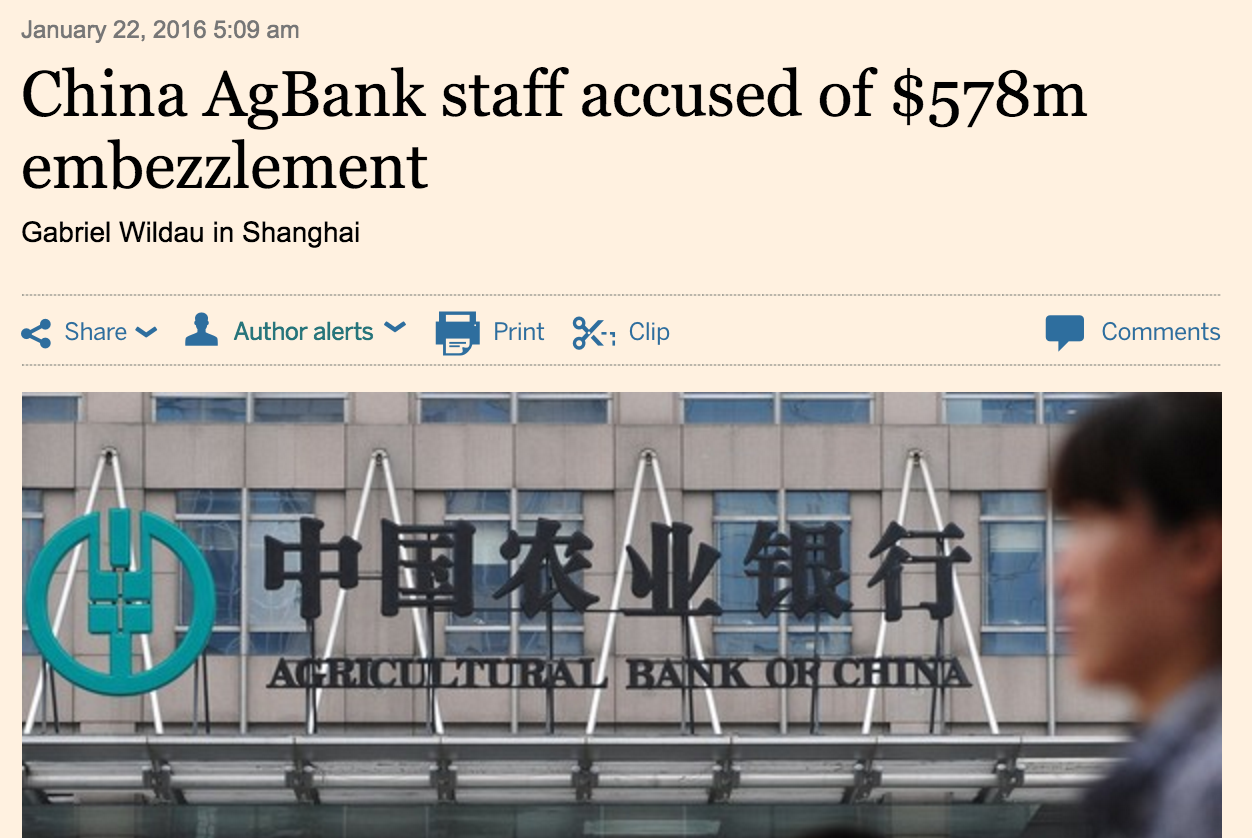 January 22, 2016 5:09 am
China AgBank staff accused of $578m
embezzlement
Gabriel Wildau in Shanghai
Share Author alerts Print Clip Comments
中国农业银行
AGRICULTURAL BANK OF CHINA